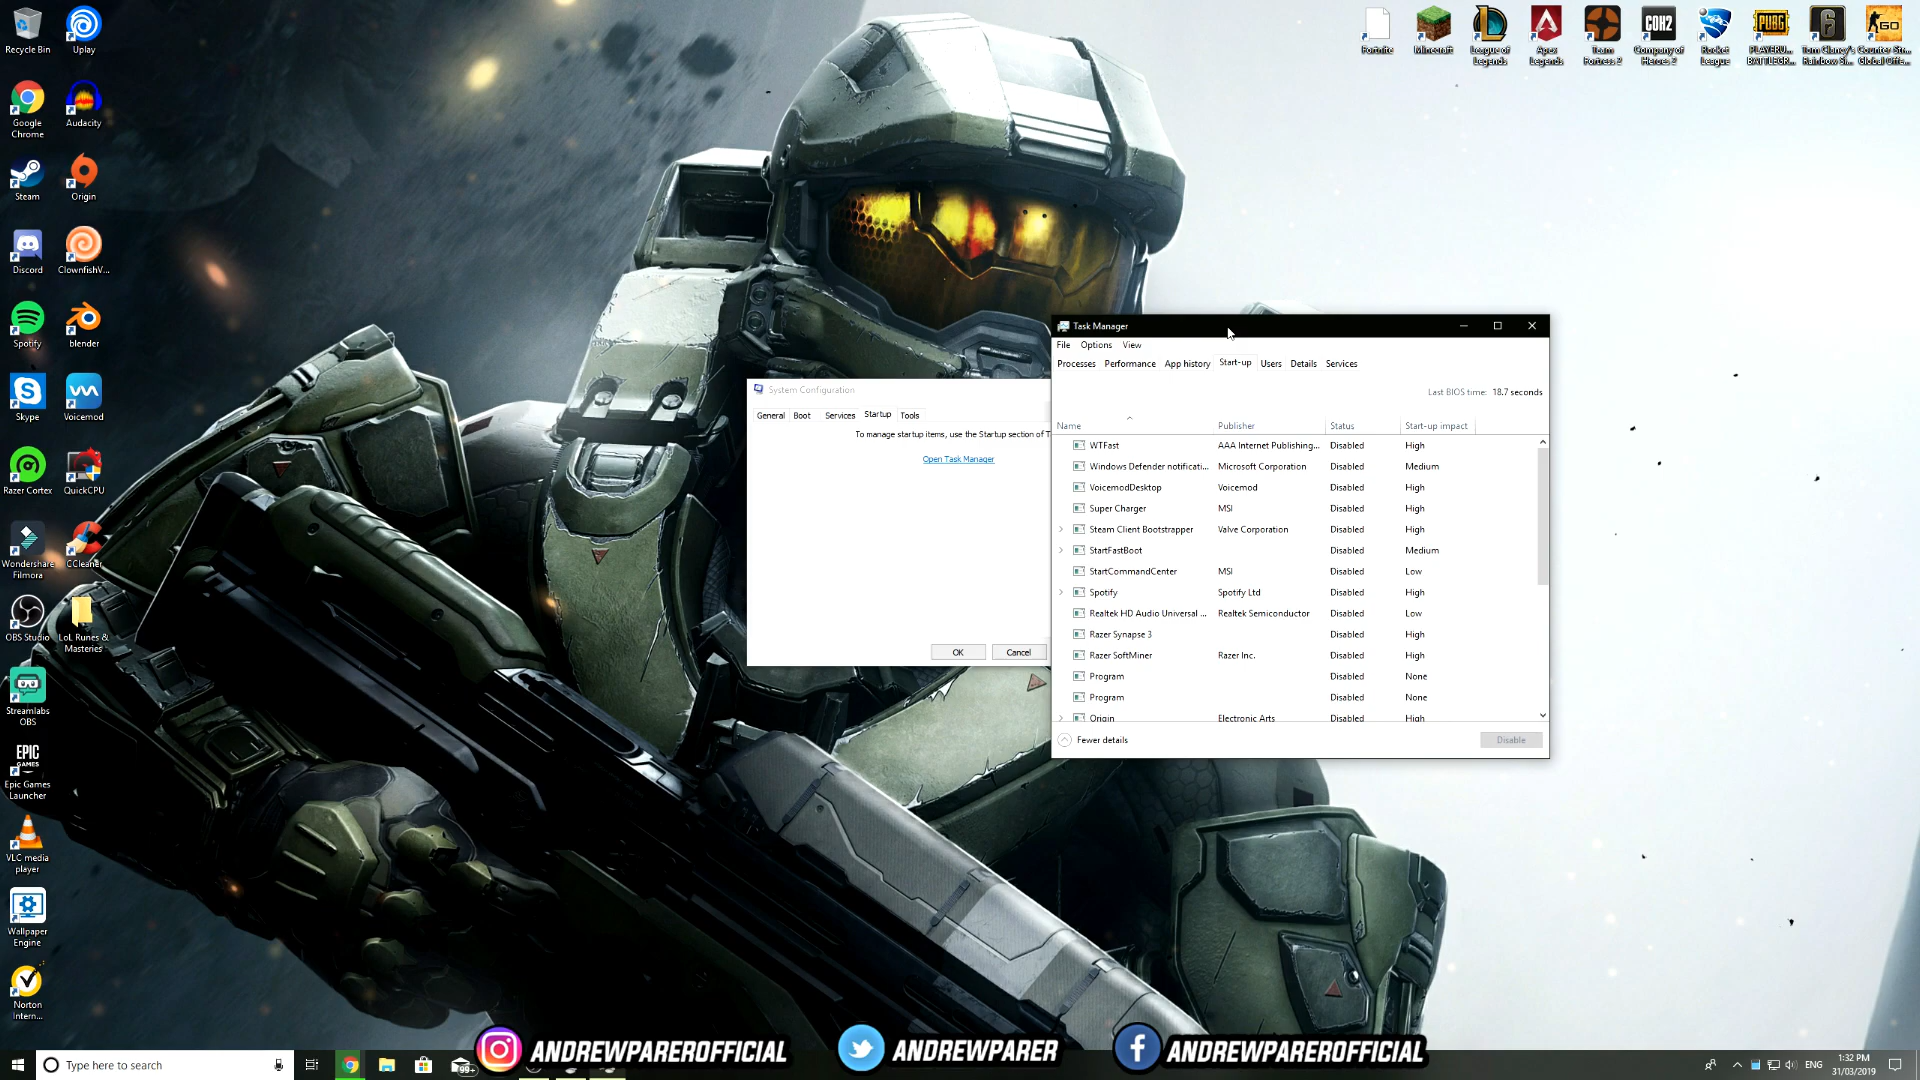 Recycle Bin
Uplay
Google Chrome
Audacity
Steam
Origin
Discord
ClownfishV...
Spotify
blender
Skype
Voicemod
Razer Cortex
QuickCPU
Wondershare Filmora
CCleaner
OBS Studio
LoL Runes & Masteries
Streamlabs OBS
EPIC GAMES
Epic Games Launcher
VLC media player
Wallpaper Engine
Norton Intern...
Fortnite
Minecraft
League of Legends
Apex Legends
Team Fortress 2
COH2
Company of Heroes 2
Rocket League
PUBG
PLAYERU... BATTLEGR...
6
Tom Clancy's Rainbow Si...
GO
Counter-Str... Global Offe...
System Configuration
General Boot Services Startup Tools
To manage startup items, use the Startup section of T
Open Task Manager
OK Cancel
Task Manager
File Options View
Processes Performance App history Start-up Users Details Services
Last BIOS time: 18.7 seconds
Name Publisher Status Start-up impact
WTFast AAA Internet Publishing... Disabled High
Windows Defender notificati... Microsoft Corporation Disabled Medium
VoicemodDesktop Voicemod Disabled High
Super Charger MSI Disabled High
Steam Client Bootstrapper Valve Corporation Disabled High
StartFastBoot Disabled Medium
StartCommandCenter MSI Disabled Low
Spotify Spotify Ltd Disabled High
Realtek HD Audio Universal ... Realtek Semiconductor Disabled Low
Razer Synapse 3 Disabled High
Razer SoftMiner Razer Inc. Disabled High
Program Disabled None
Program Disabled None
Origin Electronic Arts Disabled High
Fewer details Disable
ANDREWPAREROFFICIAL ANDREWPARER ANDREWPAREROFFICIAL
Type here to search
99+
ENG
1:32 PM
31/03/2019